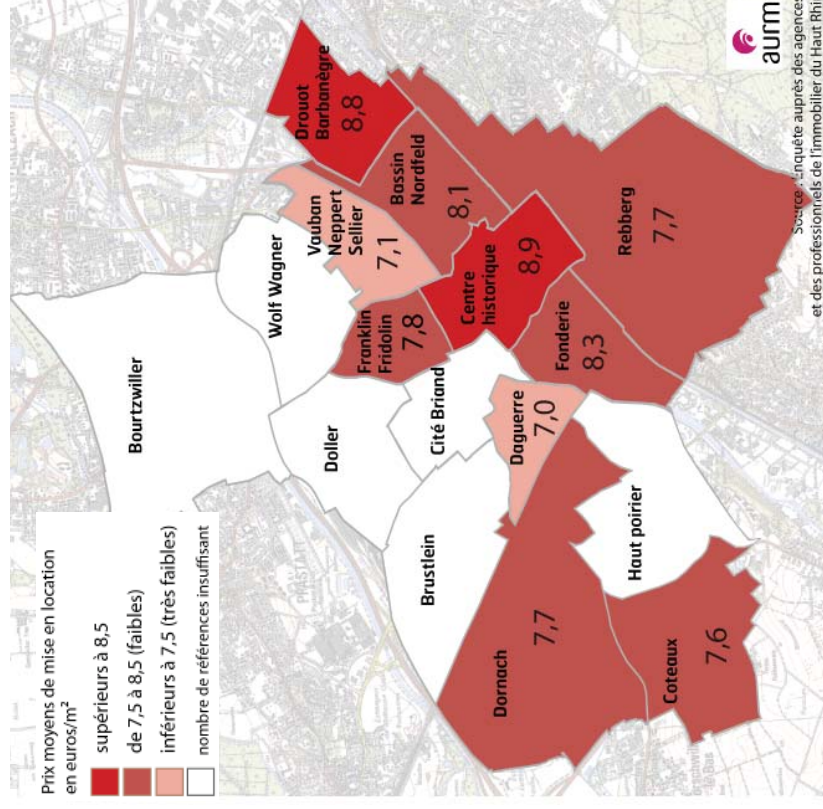 Prix moyens de mise en location
en euros/m²
supérieurs à 8,5
de 7,5 à 8,5 (faibles)
inférieurs à 7,5 (très faibles)
nombre de références insuffisant
Bourtzwiller
Wolf Wagner
Drouot
Barbanègre
8,8
Vauban
Neppert
Sellier
7,1
Bassin
Nordfeld
8,1
Doller
Franklin
Fridolin
7,8
Cité Briand
Centre
historique
8,9
Brustlein
Daguerre
7,0
Fonderie
8,3
Rebberg
7,7
Dornach
7,7
Haut poirier
Coteaux
7,6
aurm
Source : Enquête auprès des agences
et des professionnels de l'immobilier du Haut Rhi